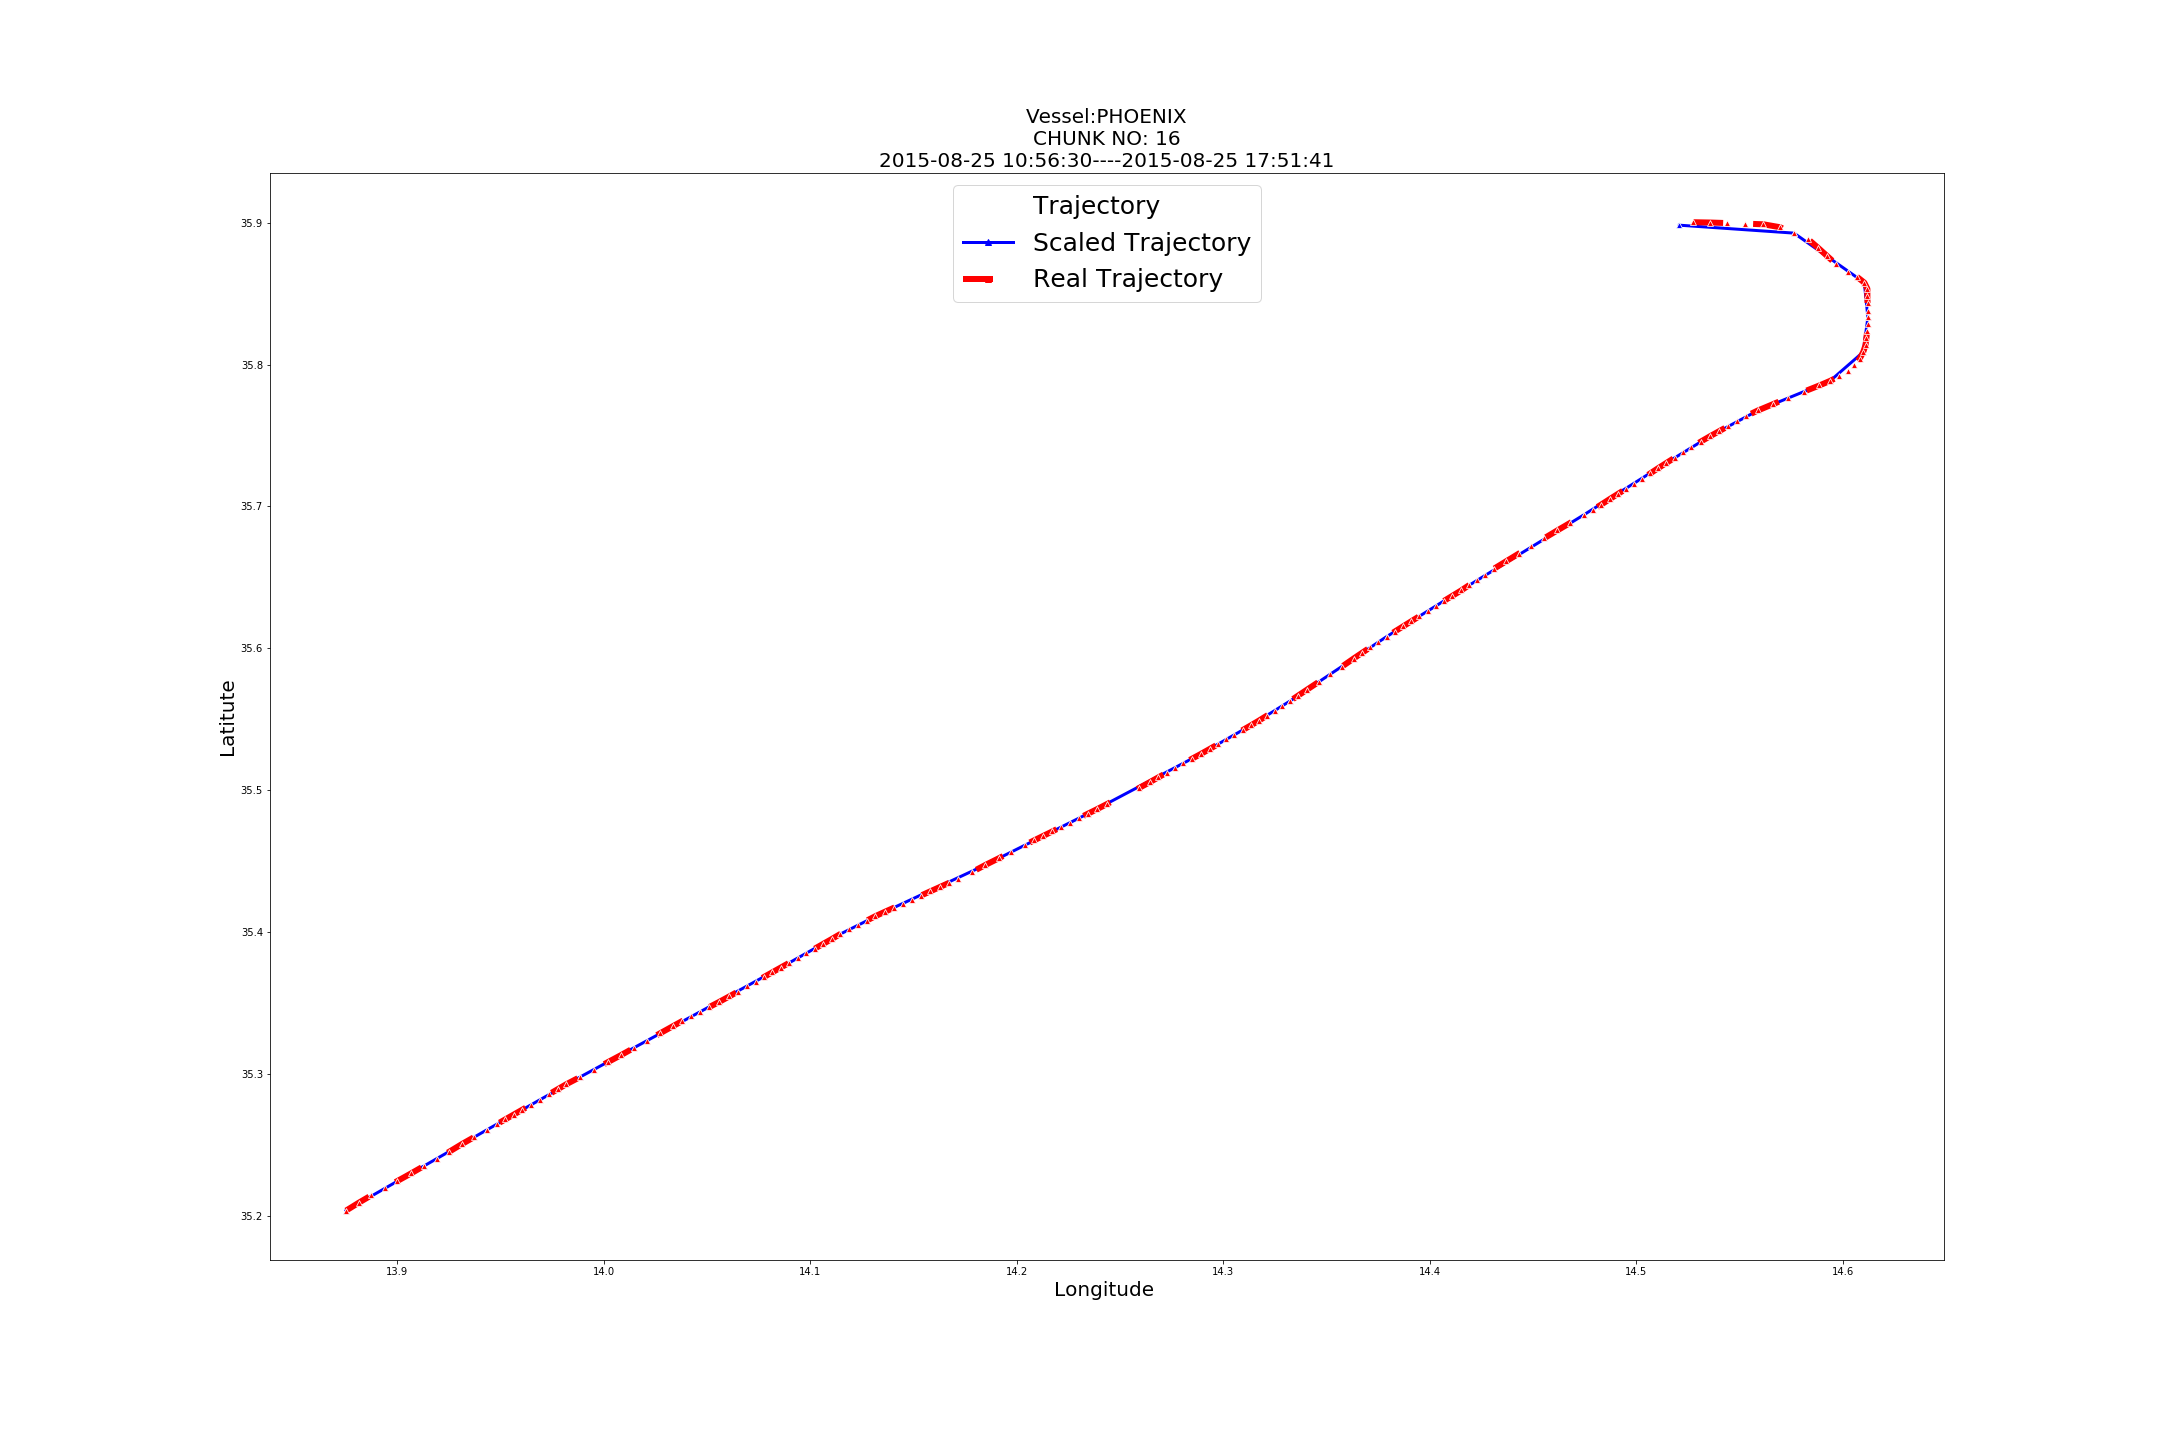 Vessel:PHOENIX
CHUNK NO: 16
2015-08-25 10:56:30----2015-08-25 17:51:41
Trajectory
Scaled Trajectory
Real Trajectory
35.9
35.8
35.7
35.6
35.5
35.4
35.3
35.2
Latitute
13.9 14.0 14.1 14.2 14.3 14.4 14.5 14.6
Longitude